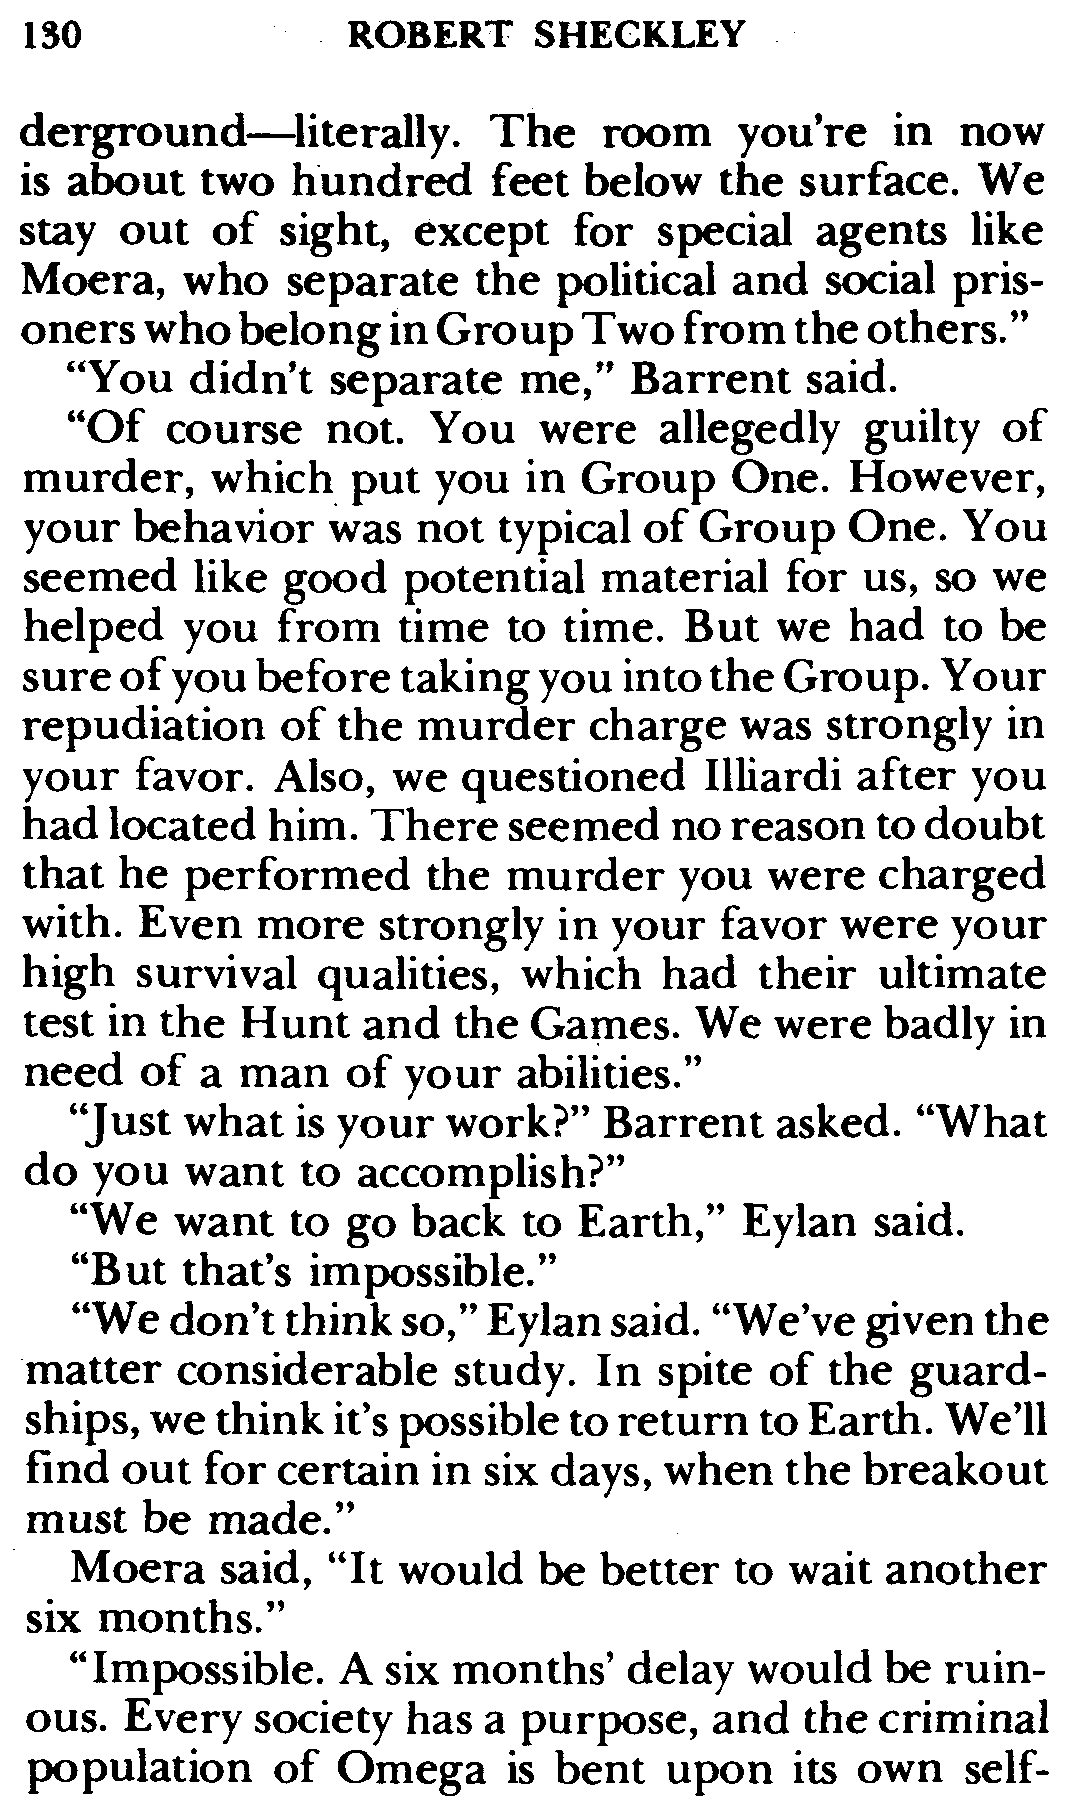 130 ROBERT SHECKLEY
derground—literally. The room you're in now
is about two hundred feet below the surface. We
stay out of sight, except for special agents like
Moera, who separate the political and social pris-
oners who belong in Group Two from the others."
"You didn't separate me," Barrent said.
"Of course not. You were allegedly guilty of
murder, which put you in Group One. However,
your behavior was not typical of Group One. You
seemed like good potential material for us, so we
helped you from time to time. But we had to be
sure of you before taking you into the Group. Your
repudiation of the murder charge was strongly in
your favor. Also, we questioned Illiardi after you
had located him. There seemed no reason to doubt
that he performed the murder you were charged
with. Even more strongly in your favor were your
high survival qualities, which had their ultimate
test in the Hunt and the Games. We were badly in
need of a man of your abilities."
"Just what is your work?" Barrent asked. "What
do you want to accomplish?"
"We want to go back to Earth," Eylan said.
"But that's impossible."
"We don't think so," Eylan said. "We've given the
matter considerable study. In spite of the guard-
ships, we think it's possible to return to Earth. We'll
find out for certain in six days, when the breakout
must be made."
Moera said, "It would be better to wait another
six months."
"Impossible. A six months' delay would be ruin-
ous. Every society has a purpose, and the criminal
population of Omega is bent upon its own self-